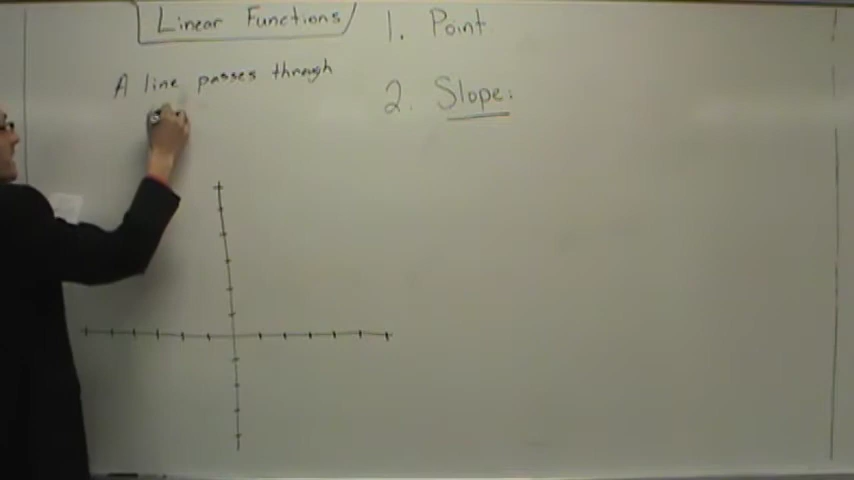 Linear Functions
A line passes through
1. Point
2. Slope: